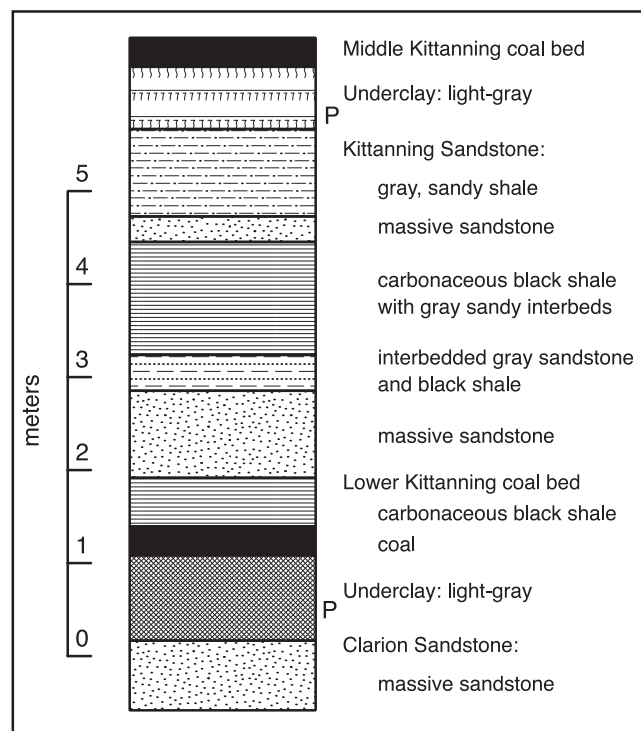 Middle Kittanning coal bed
Underclay: light-gray
P
Kittanning Sandstone:
5
gray, sandy shale
massive sandstone
4
carbonaceous black shale
with gray sandy interbeds
3
interbedded gray sandstone
and black shale
meters
massive sandstone
2
Lower Kittanning coal bed
carbonaceous black shale
coal
1
Underclay: light-gray
P
0
Clarion Sandstone:
massive sandstone